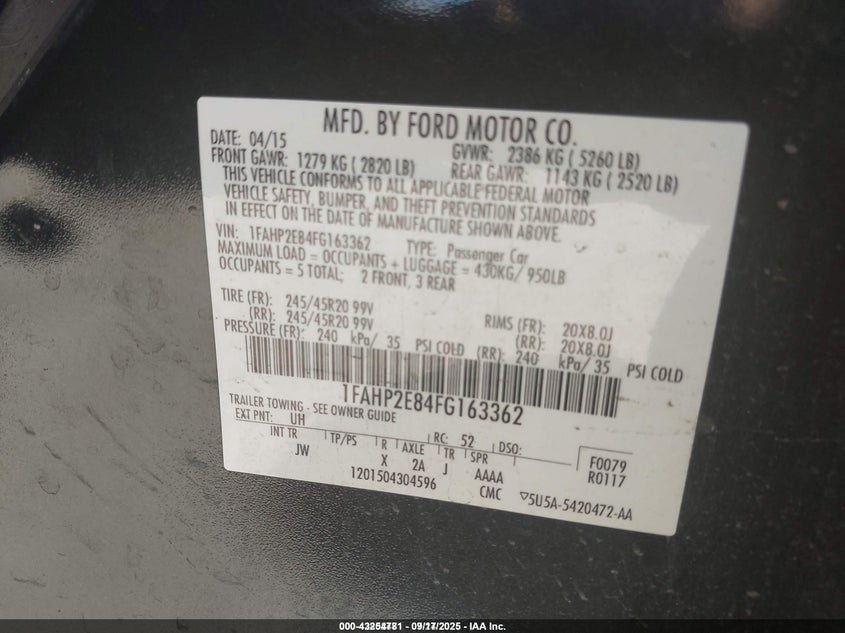 MFD. BY FORD MOTOR CO.
DATE: 04/15 GVWR: 2386 KG ( 5260 LB)
FRONT GAWR: 1279 KG ( 2820 LB) REAR GAWR: 1143 KG ( 2520 LB)
THIS VEHICLE CONFORMS TO ALL APPLICABLE FEDERAL MOTOR
VEHICLE SAFETY, BUMPER, AND THEFT PREVENTION STANDARDS
IN EFFECT ON THE DATE OF MANUFACTURE SHOWN ABOVE.
VIN: 1FAHP2E84FG163362 TYPE: Passenger Car
MAXIMUM LOAD = OCCUPANTS + LUGGAGE = 430KG/ 950LB
OCCUPANTS = 5 TOTAL; 2 FRONT, 3 REAR
TIRE (FR): 245/45R20 99V RIMS (FR): 20X8.0J
(RR): 245/45R20 99V (RR): 20X8.0J
PRESSURE (FR): 240 kPa/ 35 PSI COLD (RR): 240 kPa/ 35 PSI COLD
1FAHP2E84FG163362
TRAILER TOWING - SEE OWNER GUIDE
EXT PNT: UH RC: 52 DSO: F0079
INT TR TP/PS R AXLE TR SPR R0117
JW X 2A J AAAA
1201504304596 CMC ▽5U5A-5420472-AA
09/17/2025 - IAA Inc.